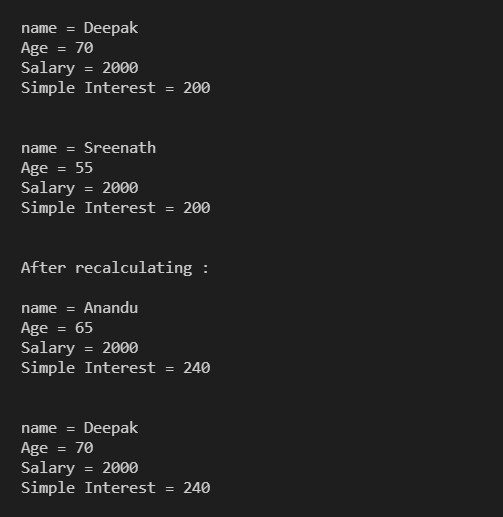 name = Deepak
Age = 70
Salary = 2000
Simple Interest = 200
name = Sreenath
Age = 55
Salary = 2000
Simple Interest = 200
After recalculating :
name = Anandu
Age = 65
Salary = 2000
Simple Interest = 240
name = Deepak
Age = 70
Salary = 2000
Simple Interest = 240